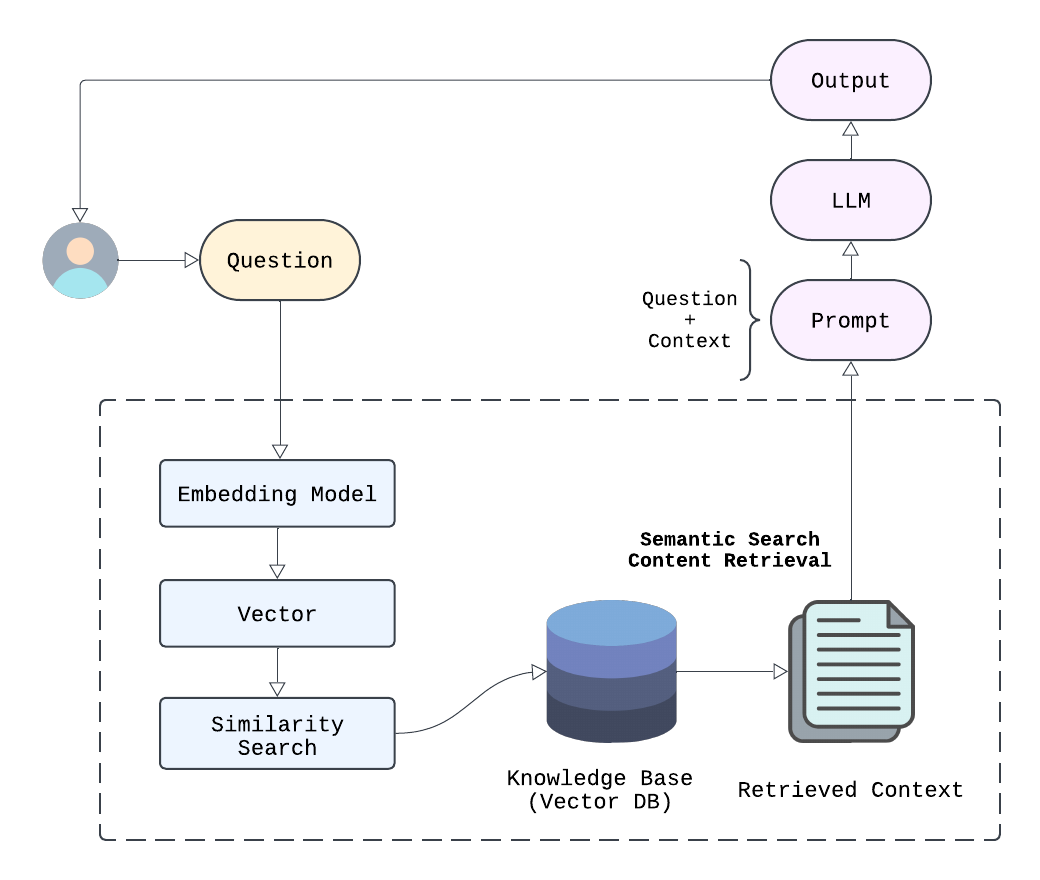 Output
LLM
Question
Question
+
Context
Prompt
Embedding Model
Semantic Search
Content Retrieval
Vector
Similarity
Search
Knowledge Base
(Vector DB)
Retrieved Context